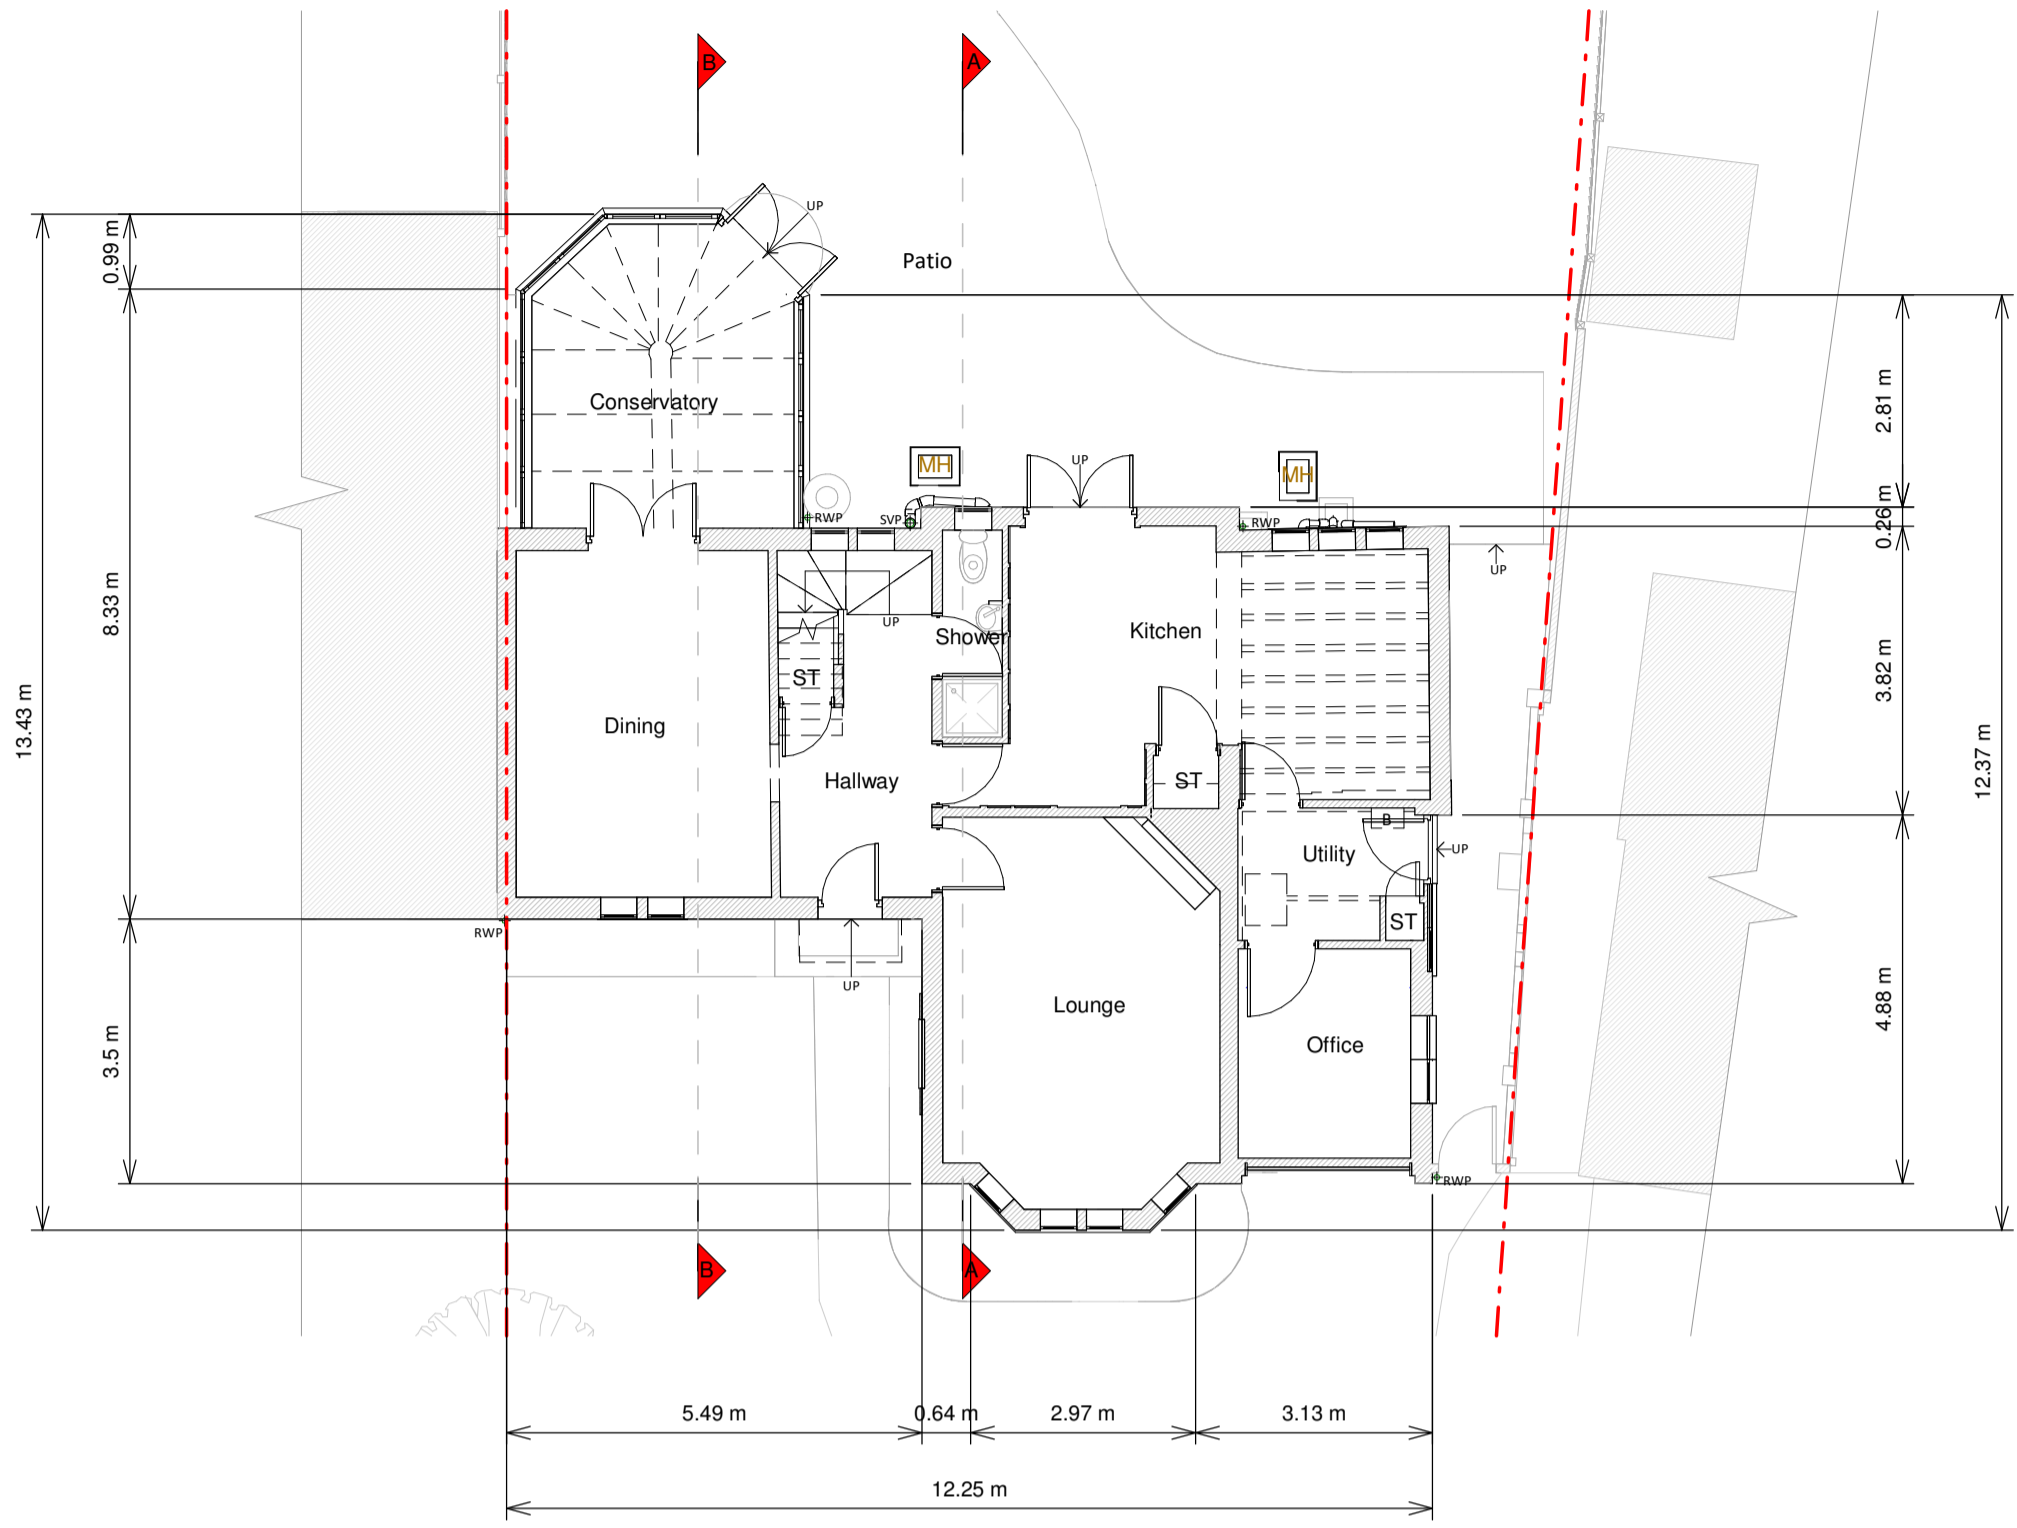 B
A
UP
Patio
0.99 m
2.81 m
Conservatory
MH
UP
MH
RWP
SVP
RWP
0.26 m
UP
8.33 m
UP
Shower
Kitchen
ST
3.82 m
13.43 m
Dining
Hallway
ST
12.37 m
B
Utility
UP
ST
RWP
UP
Lounge
4.88 m
3.5 m
Office
RWP
B
A
5.49 m
0.64 m
2.97 m
3.13 m
12.25 m